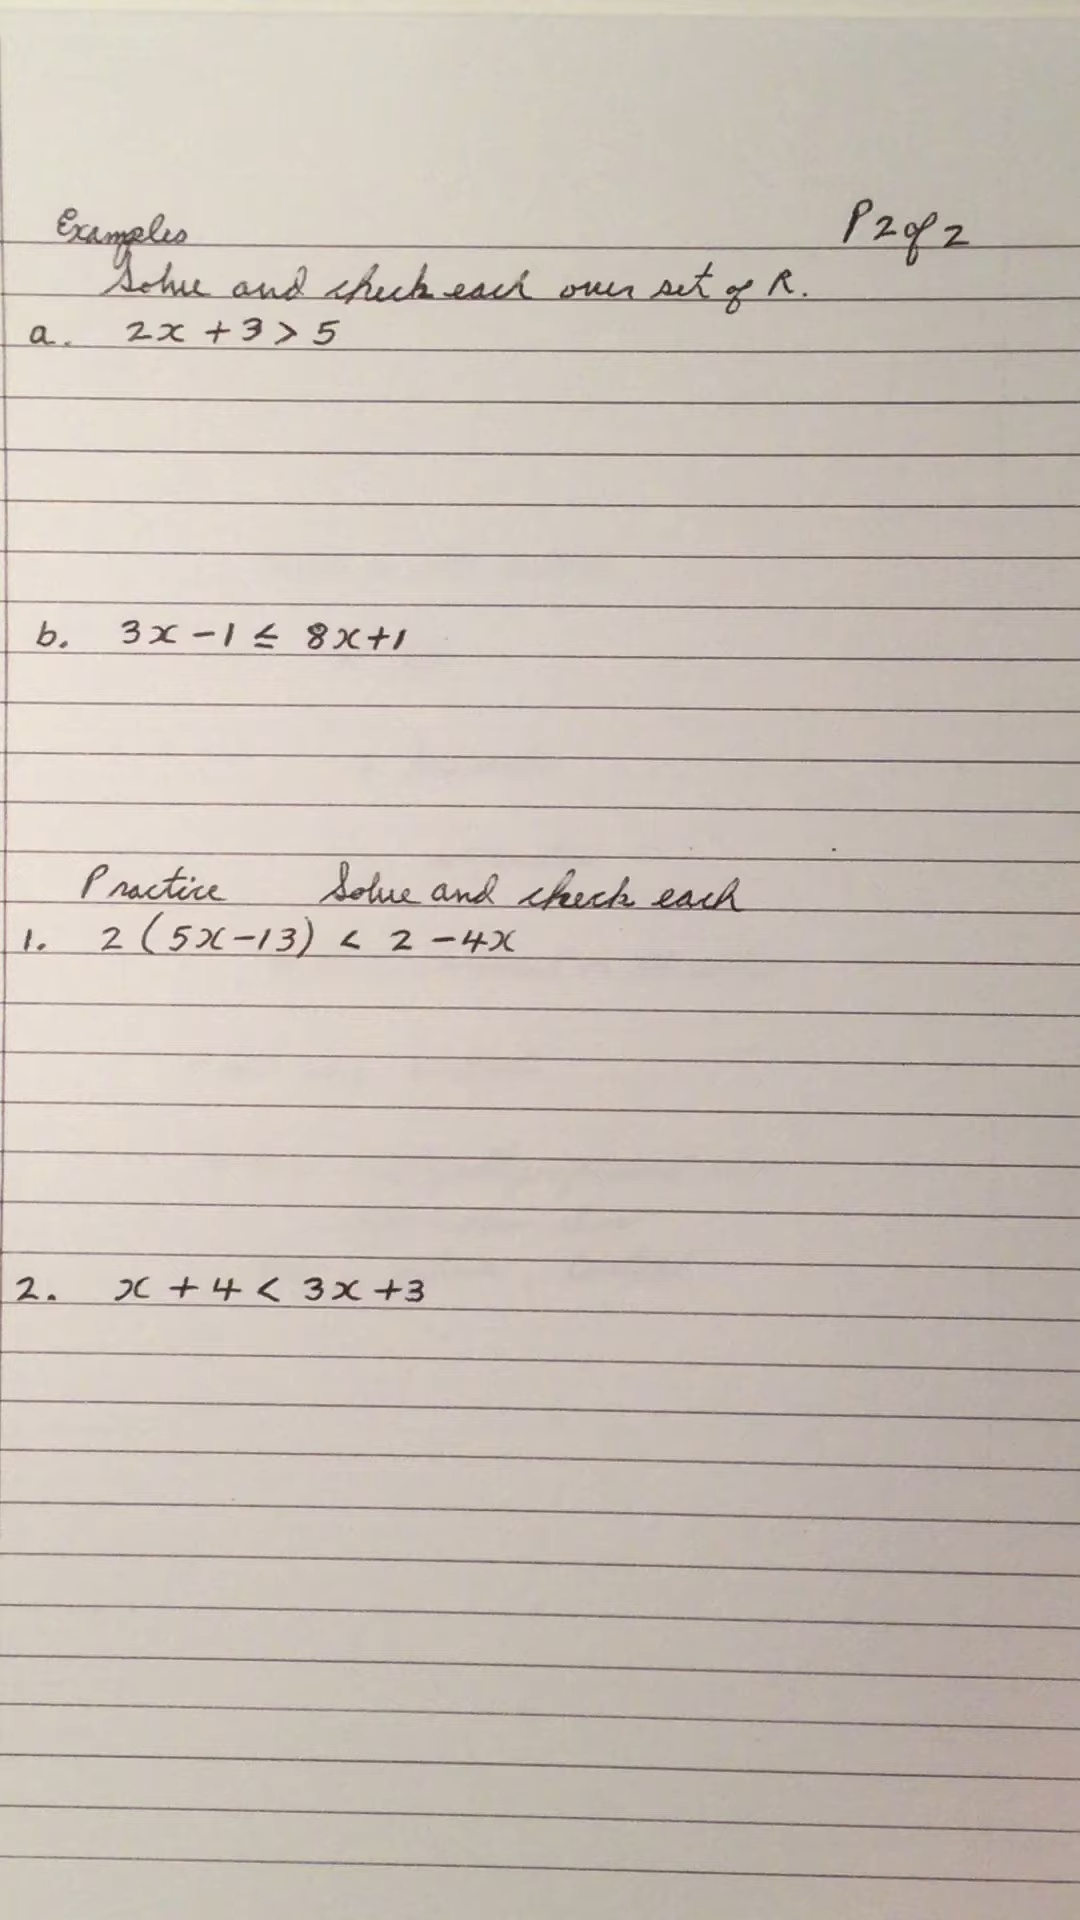 Examples
P 2 of 2
Solve and check each over set of R.
a. 2x + 3 > 5
b. 3x - 1 ≤ 8x + 1
Practice Solve and check each
1. 2 (5x - 13) < 2 - 4x
2. x + 4 < 3x + 3